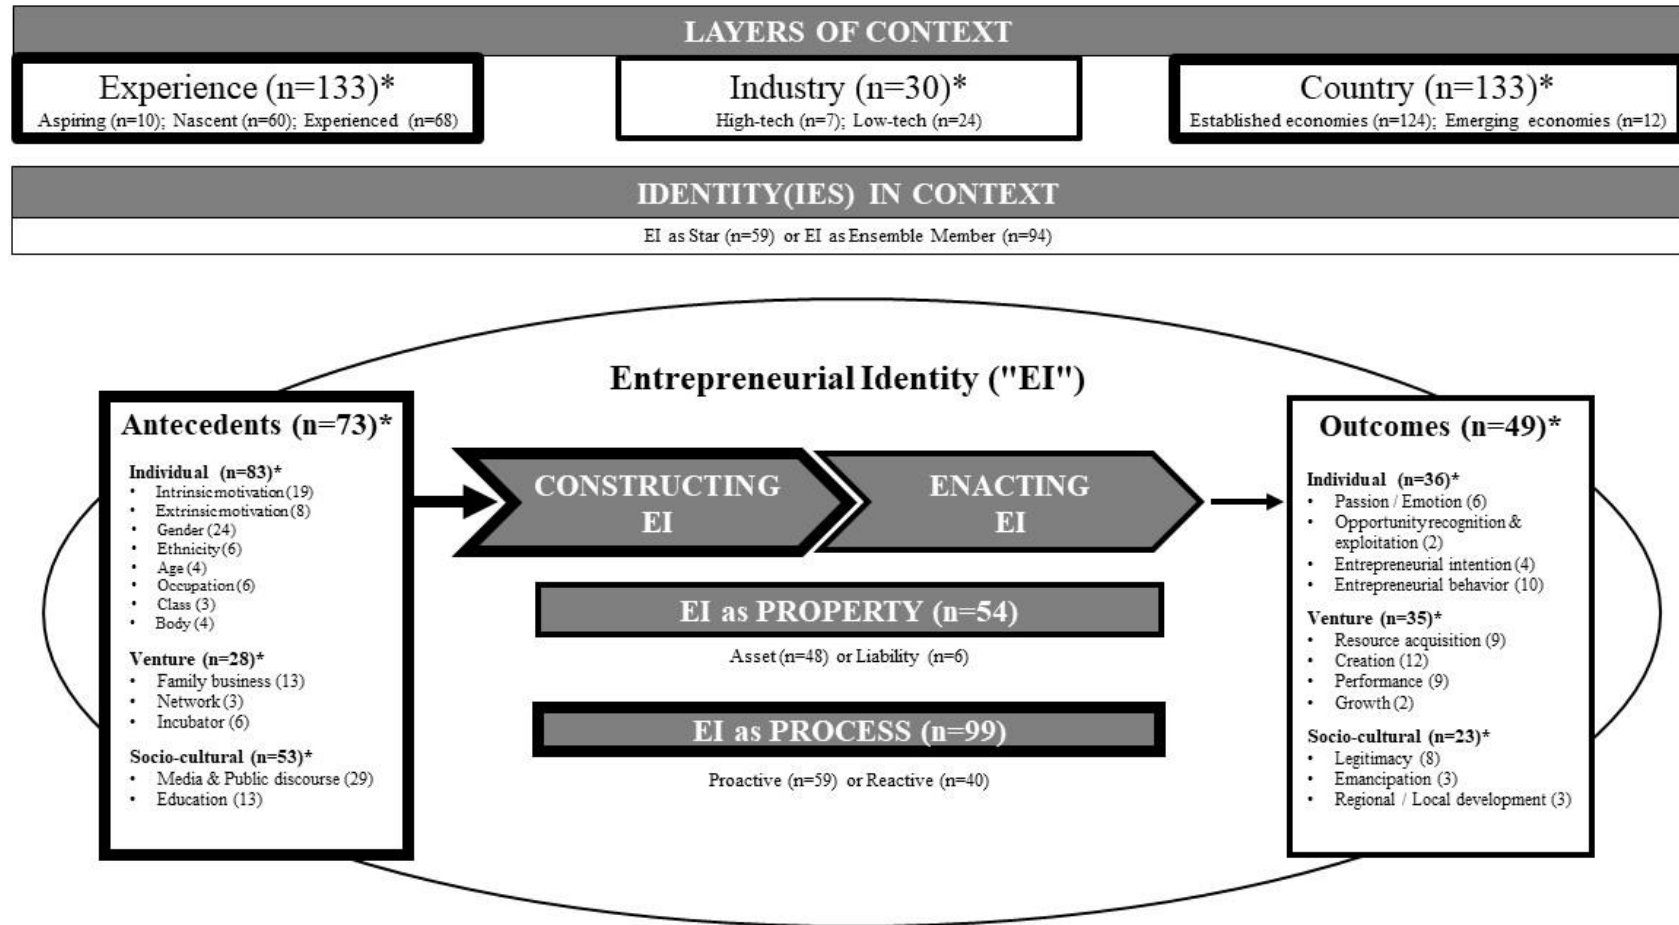 LAYERS OF CONTEXT
Experience (n=133)*
Aspiring (n=10); Nascent (n=60); Experienced (n=68)
Industry (n=30)*
High-tech (n=7); Low-tech (n=24)
Country (n=133)*
Established economies (n=124); Emerging economies (n=12)
IDENTITY(IES) IN CONTEXT
EI as Star (n=59) or EI as Ensemble Member (n=94)
Entrepreneurial Identity ("EI")
Antecedents (n=73)*
Individual (n=83)*
• Intrinsic motivation (19)
• Extrinsic motivation (8)
• Gender (24)
• Ethnicity (6)
• Age (4)
• Occupation (6)
• Class (3)
• Body (4)
Venture (n=28)*
• Family business (13)
• Network (3)
• Incubator (6)
Socio-cultural (n=53)*
• Media & Public discourse (29)
• Education (13)
CONSTRUCTING
EI
ENACTING
EI
EI as PROPERTY (n=54)
Asset (n=48) or Liability (n=6)
EI as PROCESS (n=99)
Proactive (n=59) or Reactive (n=40)
Outcomes (n=49)*
Individual (n=36)*
• Passion / Emotion (6)
• Opportunity recognition &
exploitation (2)
• Entrepreneurial intention (4)
• Entrepreneurial behavior (10)
Venture (n=35)*
• Resource acquisition (9)
• Creation (12)
• Performance (9)
• Growth (2)
Socio-cultural (n=23)*
• Legitimacy (8)
• Emancipation (3)
• Regional / Local development (3)